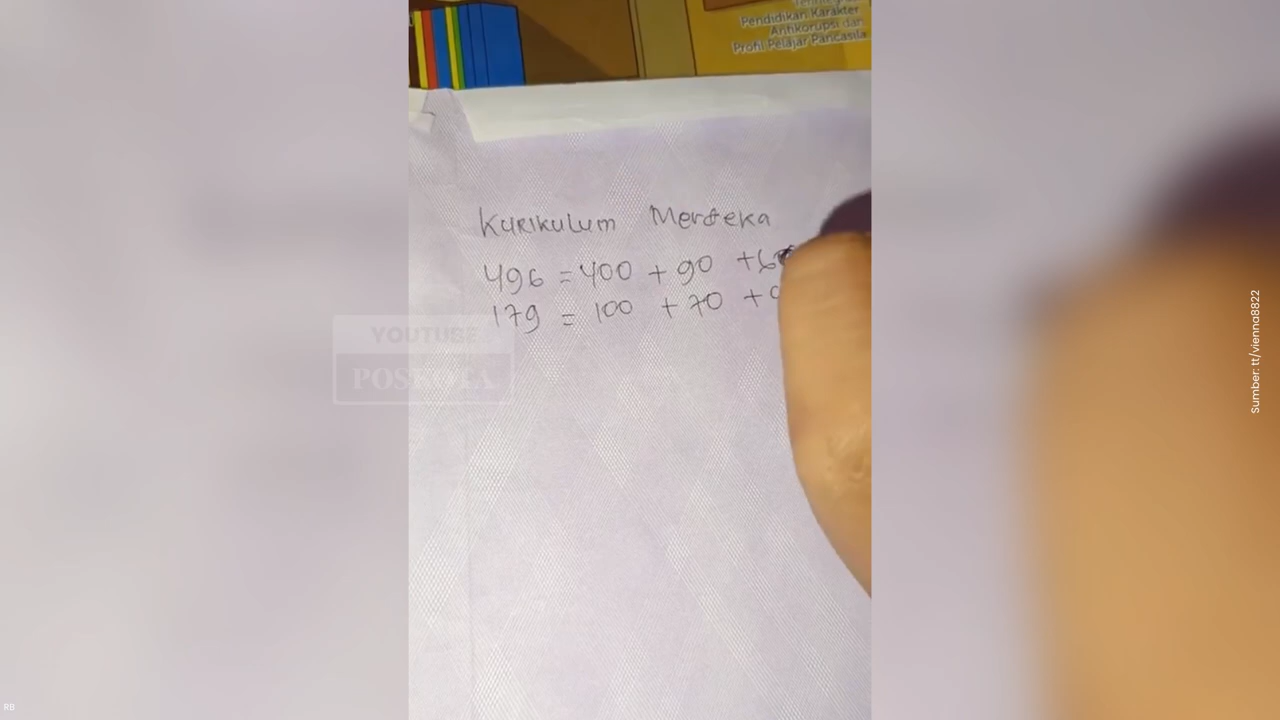 Pendidikan Karakter
Antikorupsi dan
Profil Pelajar Pancasila
Kurikulum Merdeka
496 = 400 + 90 + 6
179 = 100 + 70 +
YOUTUBE
POSKOTA
Sumber: tt/vienna8822
RB